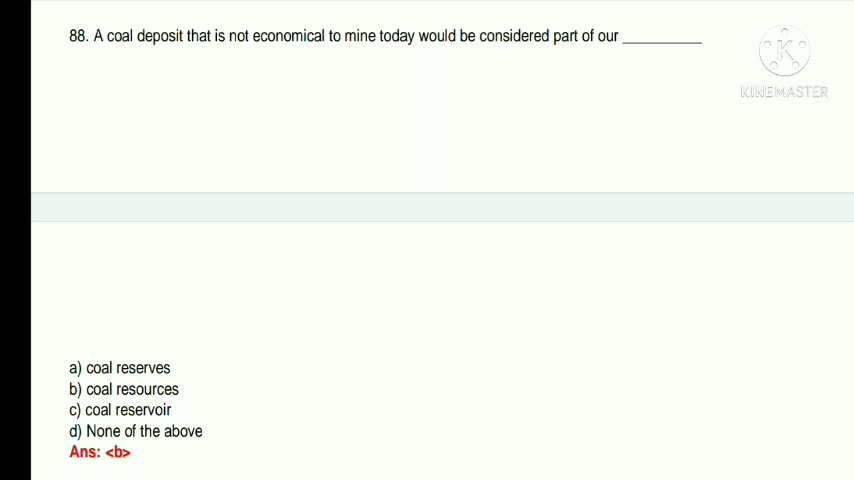 88. A coal deposit that is not economical to mine today would be considered part of our __________
K
KINEMASTER
a) coal reserves
b) coal resources
c) coal reservoir
d) None of the above
Ans: <b>